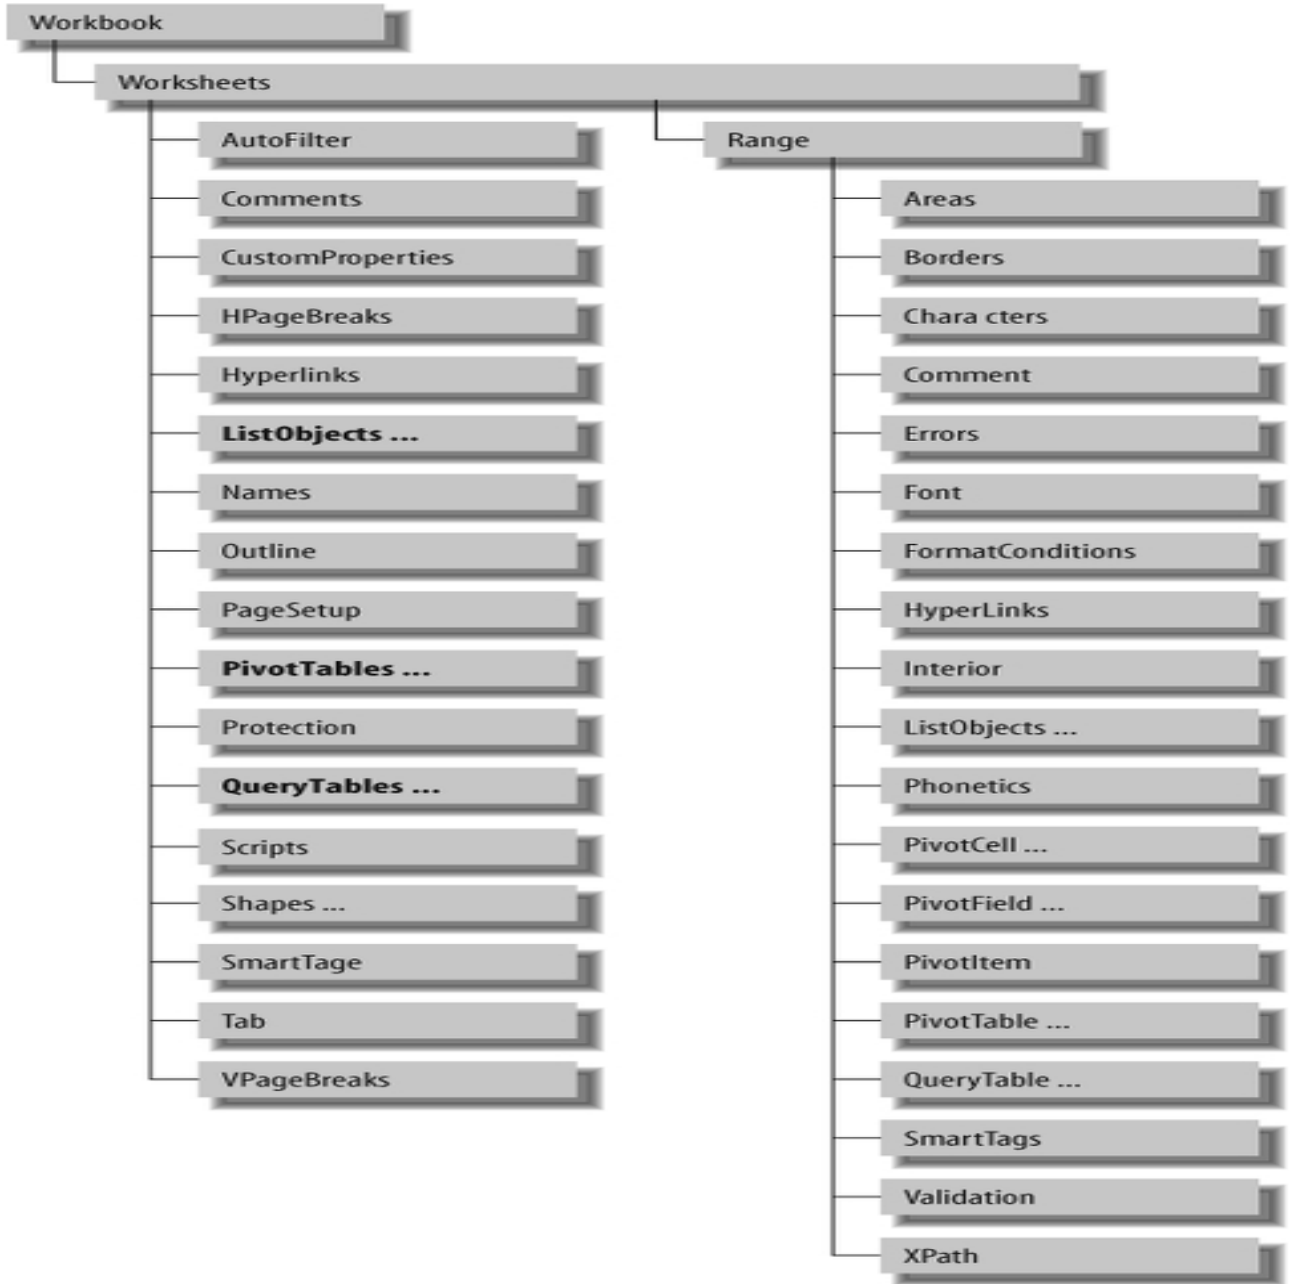 Workbook
Worksheets
AutoFilter
Comments
CustomProperties
HPageBreaks
Hyperlinks
ListObjects ...
Names
Outline
PageSetup
PivotTables ...
Protection
QueryTables ...
Scripts
Shapes ...
SmartTage
Tab
VPageBreaks
Range
Areas
Borders
Chara cters
Comment
Errors
Font
FormatConditions
HyperLinks
Interior
ListObjects ...
Phonetics
PivotCell ...
PivotField ...
PivotItem
PivotTable ...
QueryTable ...
SmartTags
Validation
XPath